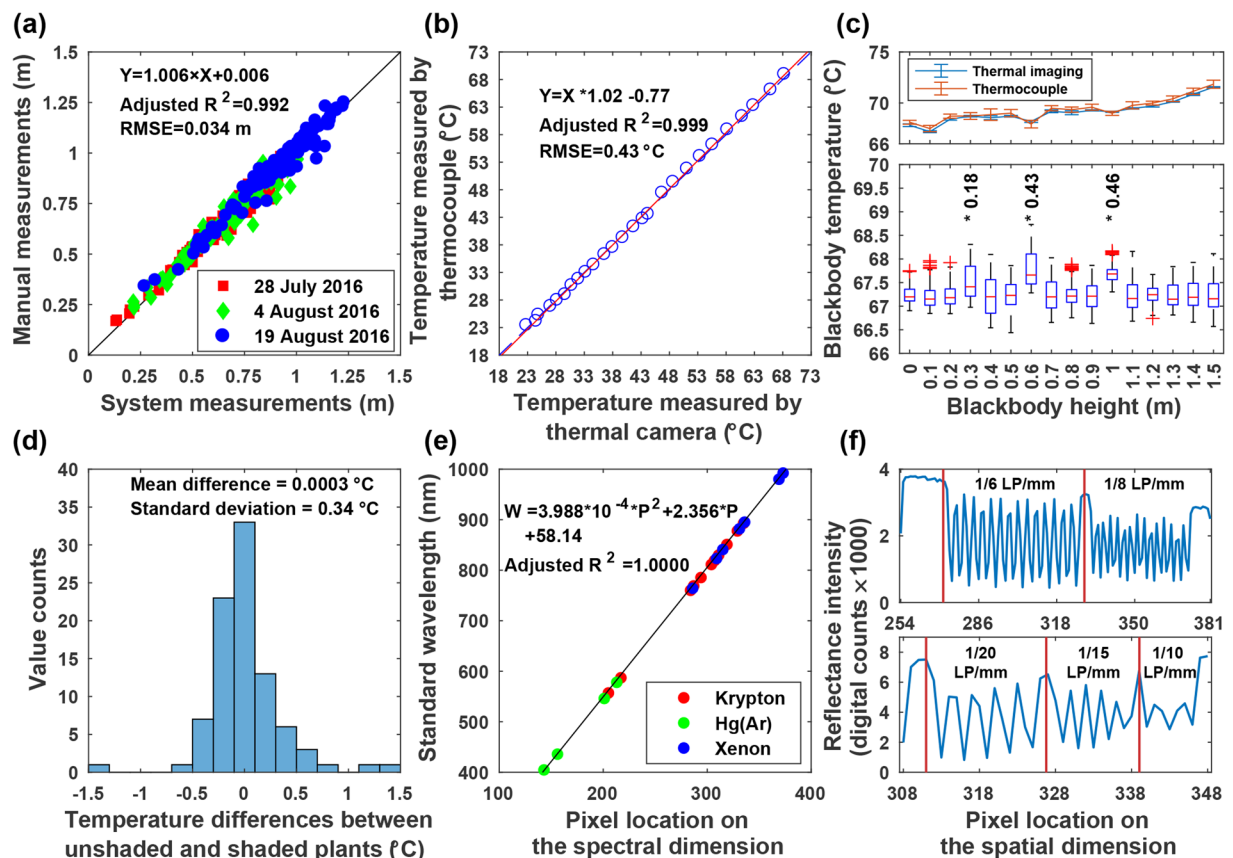 (a)
Manual measurements (m)
1.5
1.25
1
0.75
0.5
0.25
0
Y=1.006×X+0.006
Adjusted R 2=0.992
RMSE=0.034 m
28 July 2016
4 August 2016
19 August 2016
0 0.25 0.5 0.75 1 1.25 1.5
System measurements (m)
(b)
Temperature measured by
thermocouple (°C)
73
68
63
58
53
48
43
38
33
28
23
18
Y=X *1.02 -0.77
Adjusted R 2=0.999
RMSE=0.43 °C
18 23 28 33 38 43 48 53 58 63 68 73
Temperature measured by
thermal camera (°C)
(c)
Blackbody temperature (°C)
75
70
66
Thermal imaging
Thermocouple
70
69.5
69
68.5
68
67.5
67
66.5
66
* 0.18
* 0.43
* 0.46
0 0.1 0.2 0.3 0.4 0.5 0.6 0.7 0.8 0.9 1 1.1 1.2 1.3 1.4 1.5
Blackbody height (m)
(d)
Value counts
40
35
30
25
20
15
10
5
0
Mean difference = 0.0003 °C
Standard deviation = 0.34 °C
-1.5 -1 -0.5 0 0.5 1 1.5
Temperature differences between
unshaded and shaded plants (°C)
(e)
Standard wavelength (nm)
1000
900
800
700
600
500
400
W =3.988*10 -4*P2+2.356*P
+58.14
Adjusted R 2 =1.0000
Krypton
Hg(Ar)
Xenon
100 200 300 400
Pixel location on
the spectral dimension
(f)
Reflectance intensity
(digital counts ×1000)
4
2
0
1/6 LP/mm
1/8 LP/mm
254 286 318 350 381
8
6
4
2
0
1/20
LP/mm
1/15
LP/mm
1/10
LP/mm
308 318 328 338 348
Pixel location on
the spatial dimension